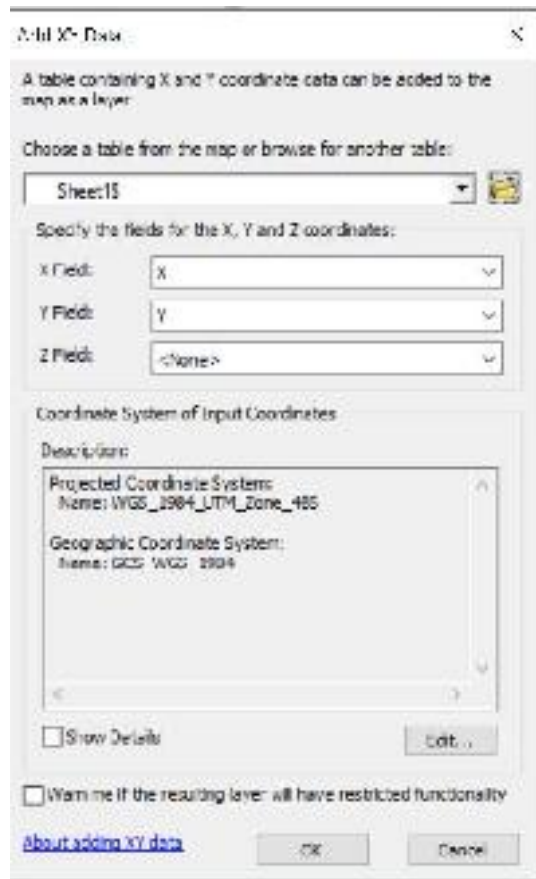 Add XY Data
A table containing X and Y coordinate data can be added to the
map as a layer
Choose a table from the map or browse for another table:
Sheet1$
Specify the fields for the X, Y and Z coordinates:
X Field:
X
Y Field:
Y
Z Field:
<None>
Coordinate System of Input Coordinates
Description:
Projected Coordinate System:
Name: WGS_1984_UTM_Zone_48S
Geographic Coordinate System:
Name: GCS_WGS_1984
Show Details
Edit...
Warn me if the resulting layer will have restricted functionality
About adding XY data
OK
Cancel